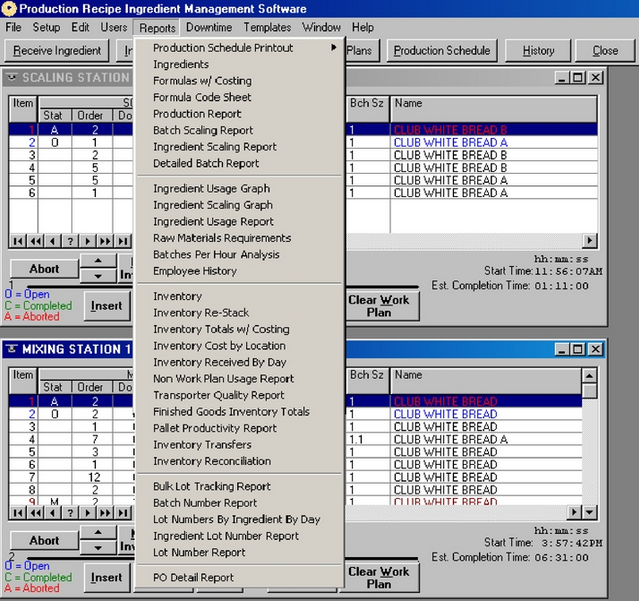 Production Recipe Ingredient Management Software
File Setup Edit Users Reports Downtime Templates Window Help
Receive Ingredient Plans Production Schedule History Close
Production Schedule Printout
Ingredients
Formulas w/ Costing
Formula Code Sheet
Production Report
Batch Scaling Report
Ingredient Scaling Report
Detailed Batch Report
Ingredient Usage Graph
Ingredient Scaling Graph
Ingredient Usage Report
Raw Materials Requirements
Batches Per Hour Analysis
Employee History
Inventory
Inventory Re-Stack
Inventory Totals w/ Costing
Inventory Cost by Location
Inventory Received By Day
Non Work Plan Usage Report
Transporter Quality Report
Finished Goods Inventory Totals
Pallet Productivity Report
Inventory Transfers
Inventory Reconciliation
Bulk Lot Tracking Report
Batch Number Report
Lot Numbers By Ingredient By Day
Ingredient Lot Number Report
Lot Number Report
PO Detail Report
SCALING STATION
Item Stat Order Bch Sz Name
1 A 2 1 CLUB WHITE BREAD B
2 O 1 1 CLUB WHITE BREAD A
3 2 1 CLUB WHITE BREAD B
4 5 1 CLUB WHITE BREAD B
5 5 1 CLUB WHITE BREAD A
6 1 1 CLUB WHITE BREAD A
?
hh:mm:ss
Abort
Start Time:11:56:07AM
Est. Completion Time: 01:11:00
1
O = Open
C = Completed
A = Aborted
Insert
Clear Work
Plan
MIXING STATION 1
Item Stat Order Bch Sz Name
1 A 2 1 CLUB WHITE BREAD
2 O 2 1 CLUB WHITE BREAD
3 1 1 CLUB WHITE BREAD
4 7 1.1 CLUB WHITE BREAD A
5 3 1 CLUB WHITE BREAD
6 1 1 CLUB WHITE BREAD
7 12 1 CLUB WHITE BREAD
8 2 1 CLUB WHITE BREAD
9 M 2 1 CLUB WHITE BREAD
?
hh:mm:ss
Abort
Start Time: 3:57:42PM
Est. Completion Time: 06:31:00
2
O = Open
C = Completed
A = Aborted
Insert
Clear Work
Plan